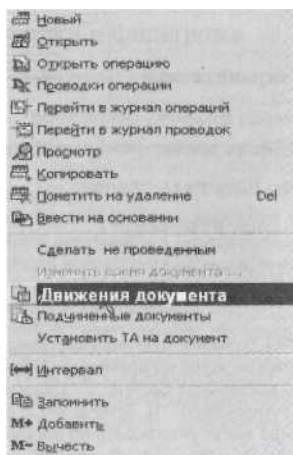 Новый
Открыть
Открыть операцию
Проводки операции
Перейти в журнал операций
Перейти в журнал проводок
Просмотр
Копировать
Пометить на удаление Del
Ввести на основании
Сделать не проведенным
Изменить время документа ...
Движения документа
Подчиненные документы
Установить ТА на документ
Интервал
Запомнить
M+ Добавить
M- Вычесть